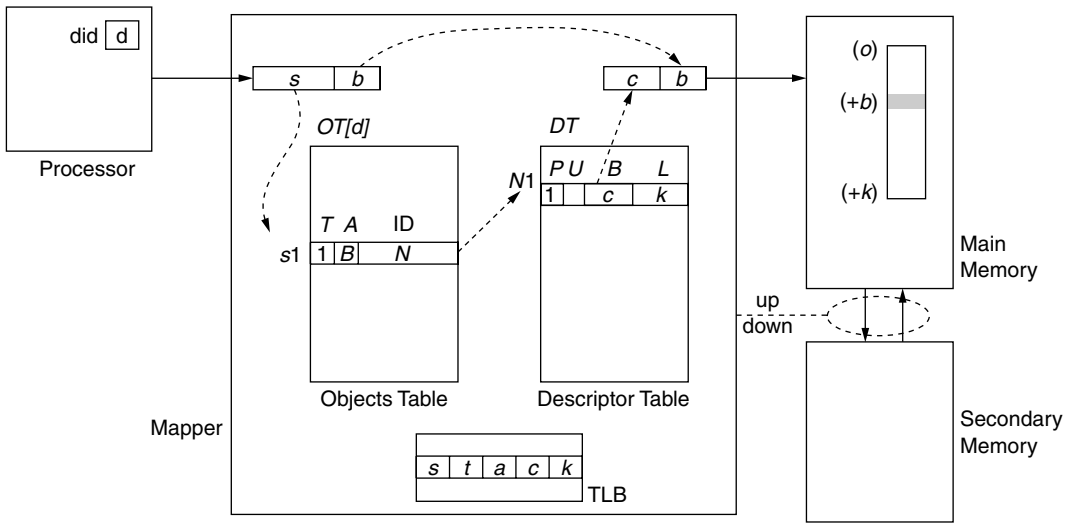 did d
Processor
s b
c b
OT[d]
DT
P U B L
N1
1 c k
T A ID
s1
1 B N
Objects Table
Descriptor Table
Mapper
s t a c k
TLB
(o)
(+b)
(+k)
Main
Memory
up
down
Secondary
Memory